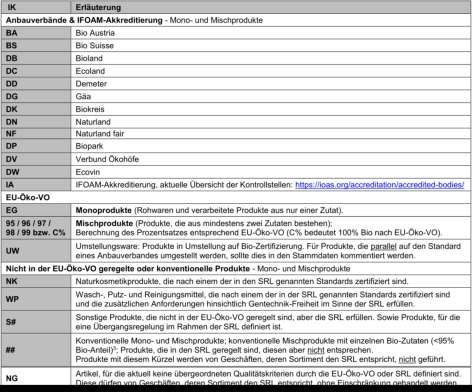 IK Erläuterung
Anbauverbände & IFOAM-Akkreditierung - Mono- und Mischprodukte
BA Bio Austria
BS Bio Suisse
DB Bioland
DC Ecoland
DD Demeter
DG Gäa
DK Biokreis
DN Naturland
NF Naturland fair
DP Biopark
DV Verbund Ökohöfe
DW Ecovin
IA IFOAM-Akkreditierung, aktuelle Übersicht der Kontrollstellen: https://ioas.org/accreditation/accredited-bodies/
EU-Öko-VO
EG Monoprodukte (Rohwaren und verarbeitete Produkte aus nur einer Zutat).
95 / 96 / 97 / Mischprodukte (Produkte, die aus mindestens zwei Zutaten bestehen);
98 / 99 bzw. C% Berechnung des Prozentsatzes entsprechend EU-Öko-VO (C% bedeutet 100% Bio nach EU-Öko-VO).
UW Umstellungsware: Produkte in Umstellung auf Bio-Zertifizierung. Für Produkte, die parallel auf den Standard
eines Anbauverbandes umgestellt werden, sollte dies in den Stammdaten kommentiert werden.
Nicht in der EU-Öko-VO geregelte oder konventionelle Produkte - Mono- und Mischprodukte
NK Naturkosmetikprodukte, die nach einem der in der SRL genannten Standards zertifiziert sind.
WP Wasch-, Putz- und Reinigungsmittel, die nach einem der in der SRL genannten Standards zertifiziert sind
und die zusätzlichen Anforderungen hinsichtlich Gentechnik-Freiheit im Sinne der SRL erfüllen.
S# Sonstige Produkte, die nicht in der EU-Öko-VO geregelt sind, aber die SRL erfüllen. Sowie Produkte, für die
eine Übergangsregelung im Rahmen der SRL definiert ist.
## Konventionelle Mono- und Mischprodukte; konventionelle Mischprodukte mit einzelnen Bio-Zutaten (<95%
Bio-Anteil)³; Produkte, die in den SRL geregelt sind, diesen aber nicht entsprechen.
Produkte mit diesem Kürzel werden von Geschäften, deren Sortiment den SRL entspricht, nicht geführt.
NG Artikel, für die aktuell keine übergeordneten Qualitätskriterien durch die EU-Öko-VO oder SRL definiert sind.
Diese dürfen von Geschäften, deren Sortiment den SRL entspricht, ohne Einschränkung gehandelt werden.